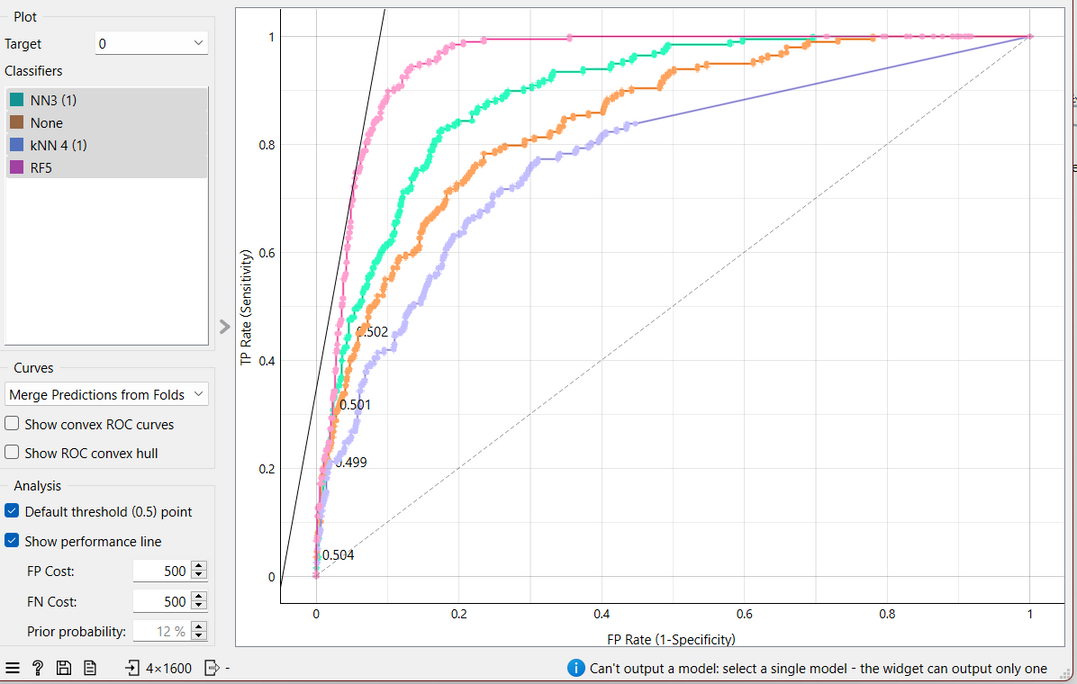 Plot
Target
0
Classifiers
NN3 (1)
None
kNN 4 (1)
RF5
Curves
Merge Predictions from Folds
Show convex ROC curves
Show ROC convex hull
Analysis
Default threshold (0.5) point
Show performance line
FP Cost: 500
FN Cost: 500
Prior probability: 12 %
4×1600
-
TP Rate (Sensitivity)
1
0.8
0.6
0.4
0.2
0
0.502
0.501
0.499
0.504
0 0.2 0.4 0.6 0.8 1
FP Rate (1-Specificity)
Can't output a model: select a single model - the widget can output only one